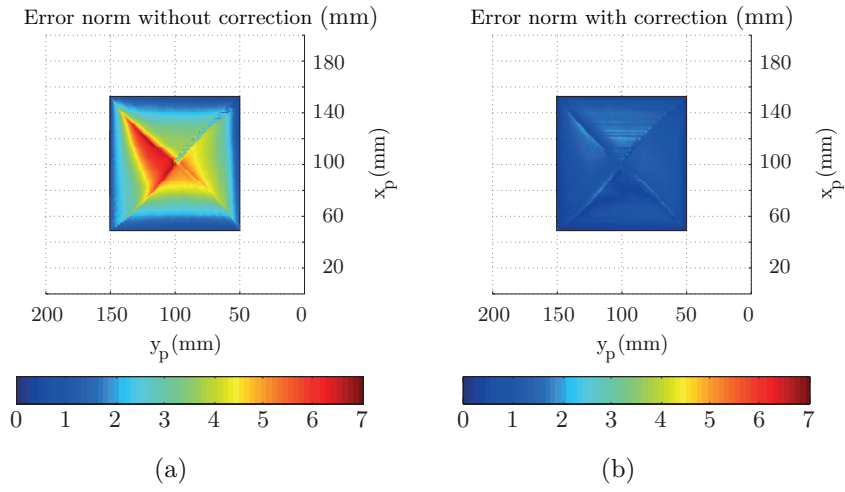 Error norm without correction (mm)
180
140
100
60
20
x_p (mm)
200 150 100 50 0
y_p (mm)
0 1 2 3 4 5 6 7
(a)
Error norm with correction (mm)
180
140
100
60
20
x_p (mm)
200 150 100 50 0
y_p (mm)
0 1 2 3 4 5 6 7
(b)